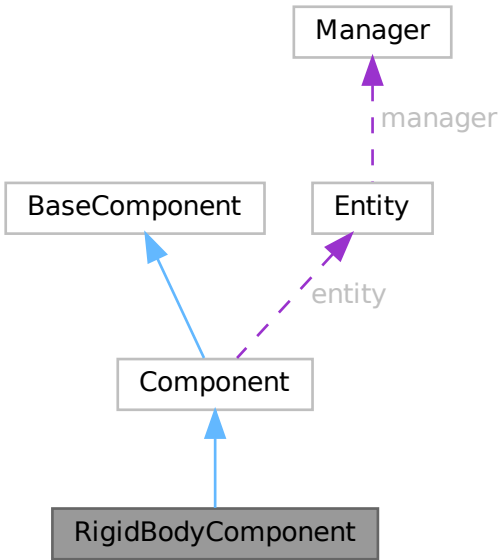 Manager
manager
BaseComponent
Entity
entity
Component
RigidBodyComponent